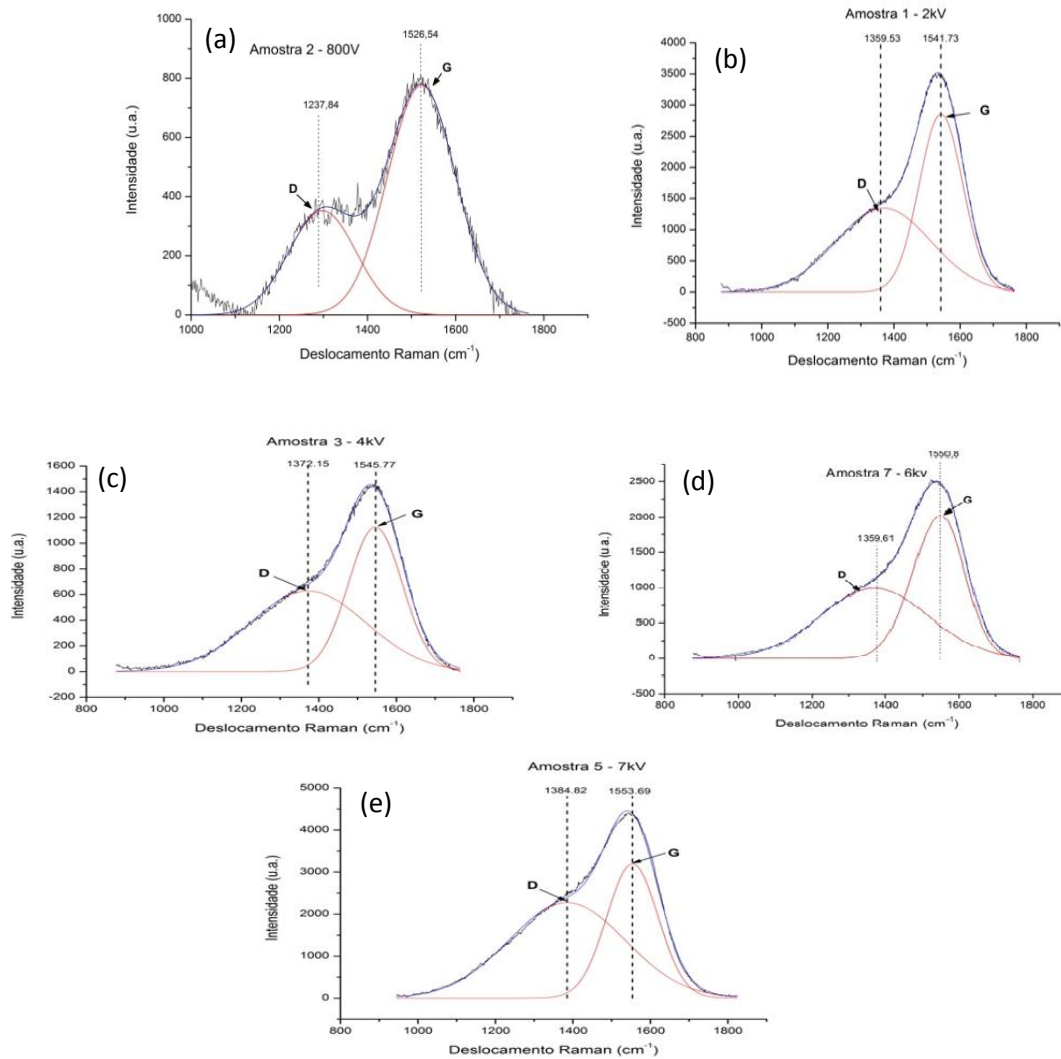 (a)
Amostra 2 - 800V
1526,54
1237,84
G
D
1000
800
600
400
200
0
Intensidade (u.a.)
1000 1200 1400 1600 1800
Deslocamento Raman (cm⁻¹)
(b)
Amostra 1 - 2kV
1359.53 1541.73
G
D
4000
3500
3000
2500
2000
1500
1000
500
0
-500
Intensidade (u.a.)
800 1000 1200 1400 1600 1800
Deslocamento Raman (cm⁻¹)
(c)
Amostra 3 - 4kV
1372.15 1545.77
G
D
1600
1400
1200
1000
800
600
400
200
0
-200
Intensidade (u.a.)
800 1000 1200 1400 1600 1800
Deslocamento Raman (cm⁻¹)
(d)
1550,8
Amostra 7 - 6kv
1359,61
G
D
2500
2000
1500
1000
500
0
-500
Intensidade (u.a.)
800 1000 1200 1400 1600 1800
Deslocamento Raman (cm⁻¹)
(e)
Amostra 5 - 7kV
1384.82 1553.69
G
D
5000
4000
3000
2000
1000
0
Intensidade (u.a.)
800 1000 1200 1400 1600 1800
Deslocamento Raman (cm⁻¹)